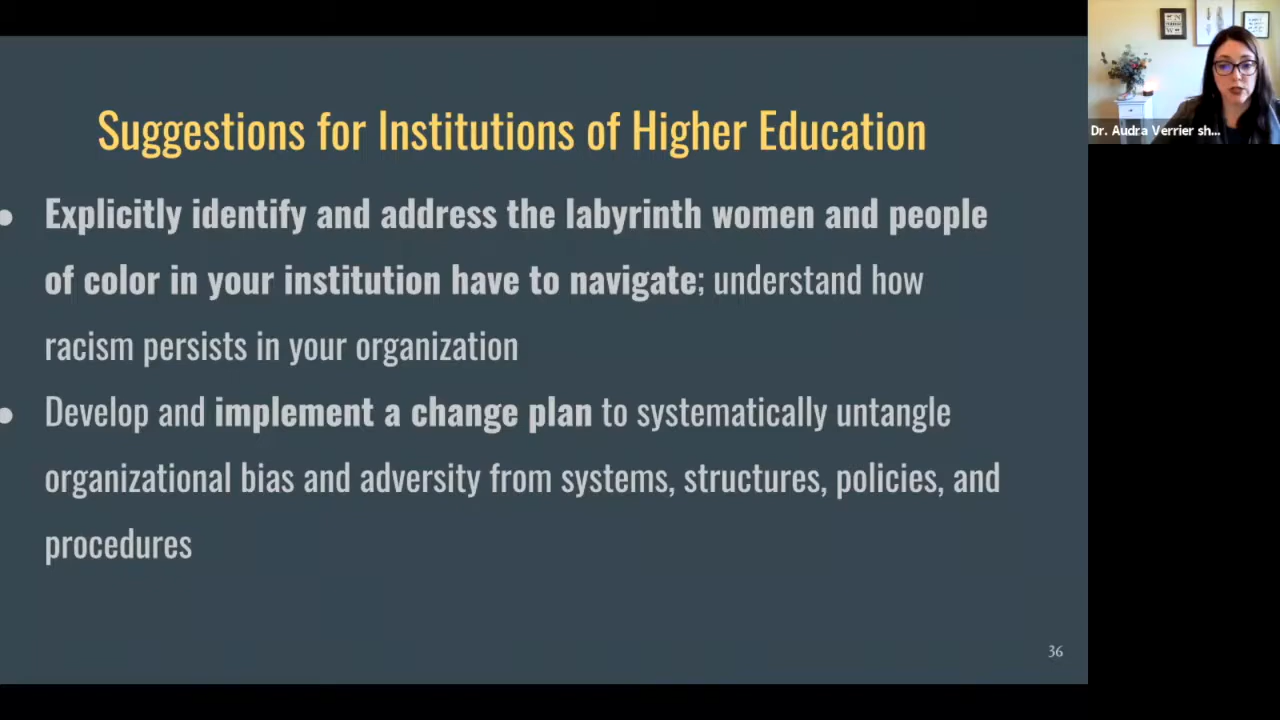 Suggestions for Institutions of Higher Education
● Explicitly identify and address the labyrinth women and people
of color in your institution have to navigate; understand how
racism persists in your organization
● Develop and implement a change plan to systematically untangle
organizational bias and adversity from systems, structures, policies, and
procedures
36
Dr. Audra Verrier sh...